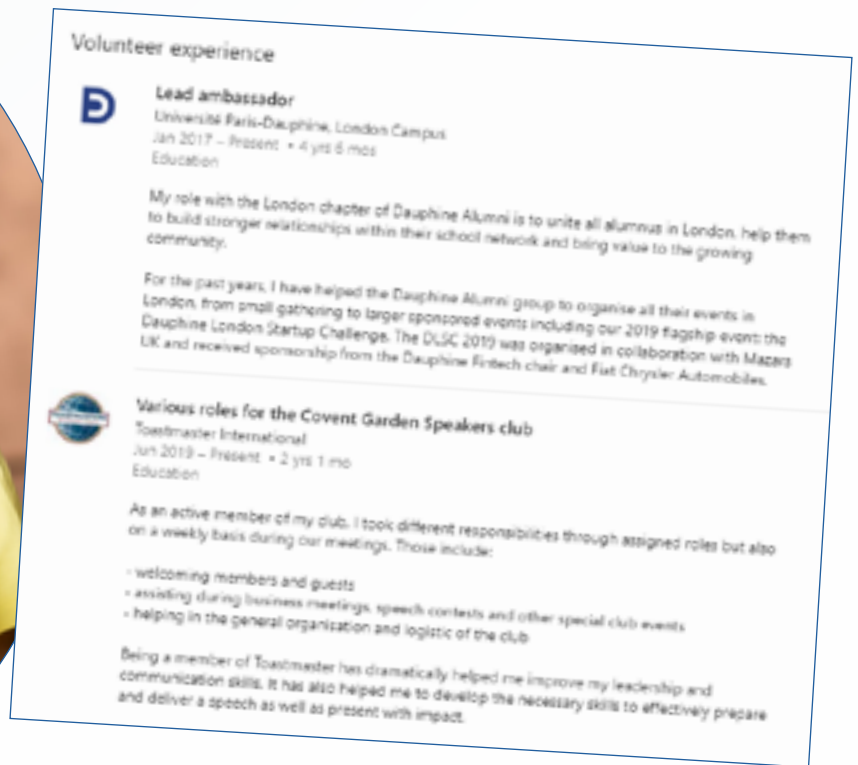 Volunteer experience
Lead ambassador
Université Paris-Dauphine, London Campus
Jan 2017 – Present • 4 yrs 6 mos
Education
My role with the London chapter of Dauphine Alumni is to unite all alumnus in London, help them
to build stronger relationships within their school network and bring value to the growing
community.
For the past years, I have helped the Dauphine Alumni group to organise all their events in
London, from small gathering to larger sponsored events including our 2019 flagship event: the
Dauphine London Startup Challenge. The DLSC 2019 was organised in collaboration with Mazars
UK and received sponsorship from the Dauphine Fintech chair and Fiat Chrysler Automobiles.
Various roles for the Covent Garden Speakers club
Toastmaster International
Jun 2019 – Present • 2 yrs 1 mo
Education
As an active member of my club, I took different responsibilities through assigned roles but also
on a weekly basis during our meetings. Those include:
- welcoming members and guests
- assisting during business meetings, speech contests and other special club events
- helping in the general organisation and logistic of the club
Being a member of Toastmaster has dramatically helped me improve my leadership and
communication skills. It has also helped me to develop the necessary skills to effectively prepare
and deliver a speech as well as present with impact.